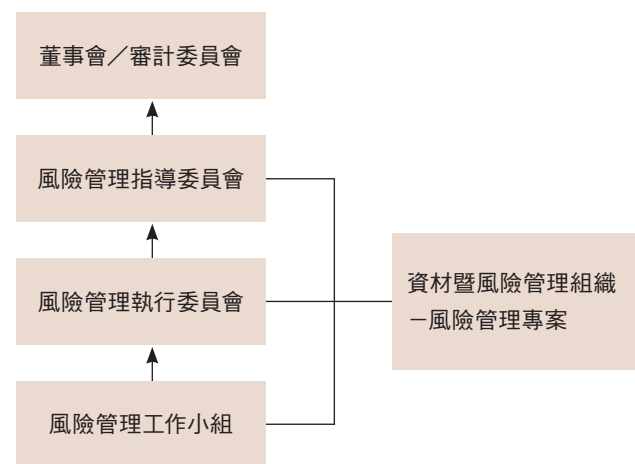 董事會／審計委員會
風險管理指導委員會
風險管理執行委員會
資材暨風險管理組織
－風險管理專案
風險管理工作小組